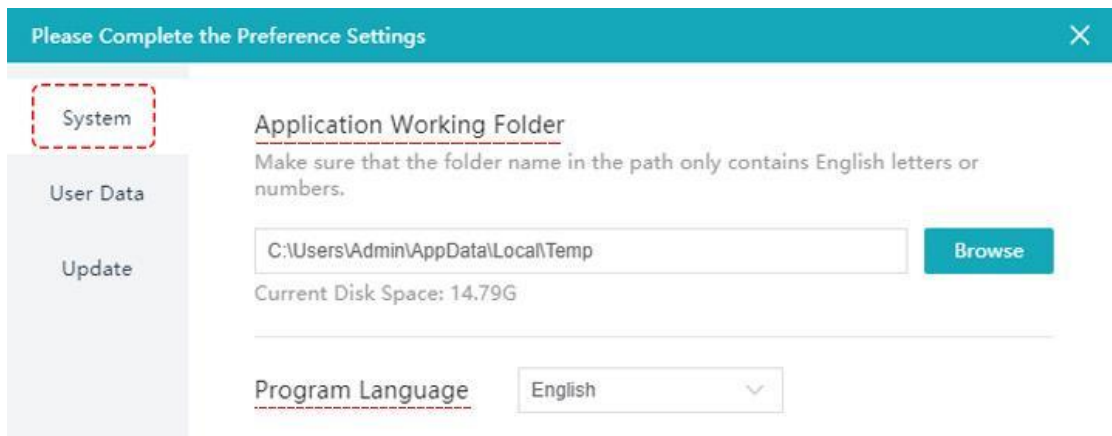 Please Complete the Preference Settings
System
User Data
Update
Application Working Folder
Make sure that the folder name in the path only contains English letters or
numbers.
C:\Users\Admin\AppData\Local\Temp
Browse
Current Disk Space: 14.79G
Program Language
English